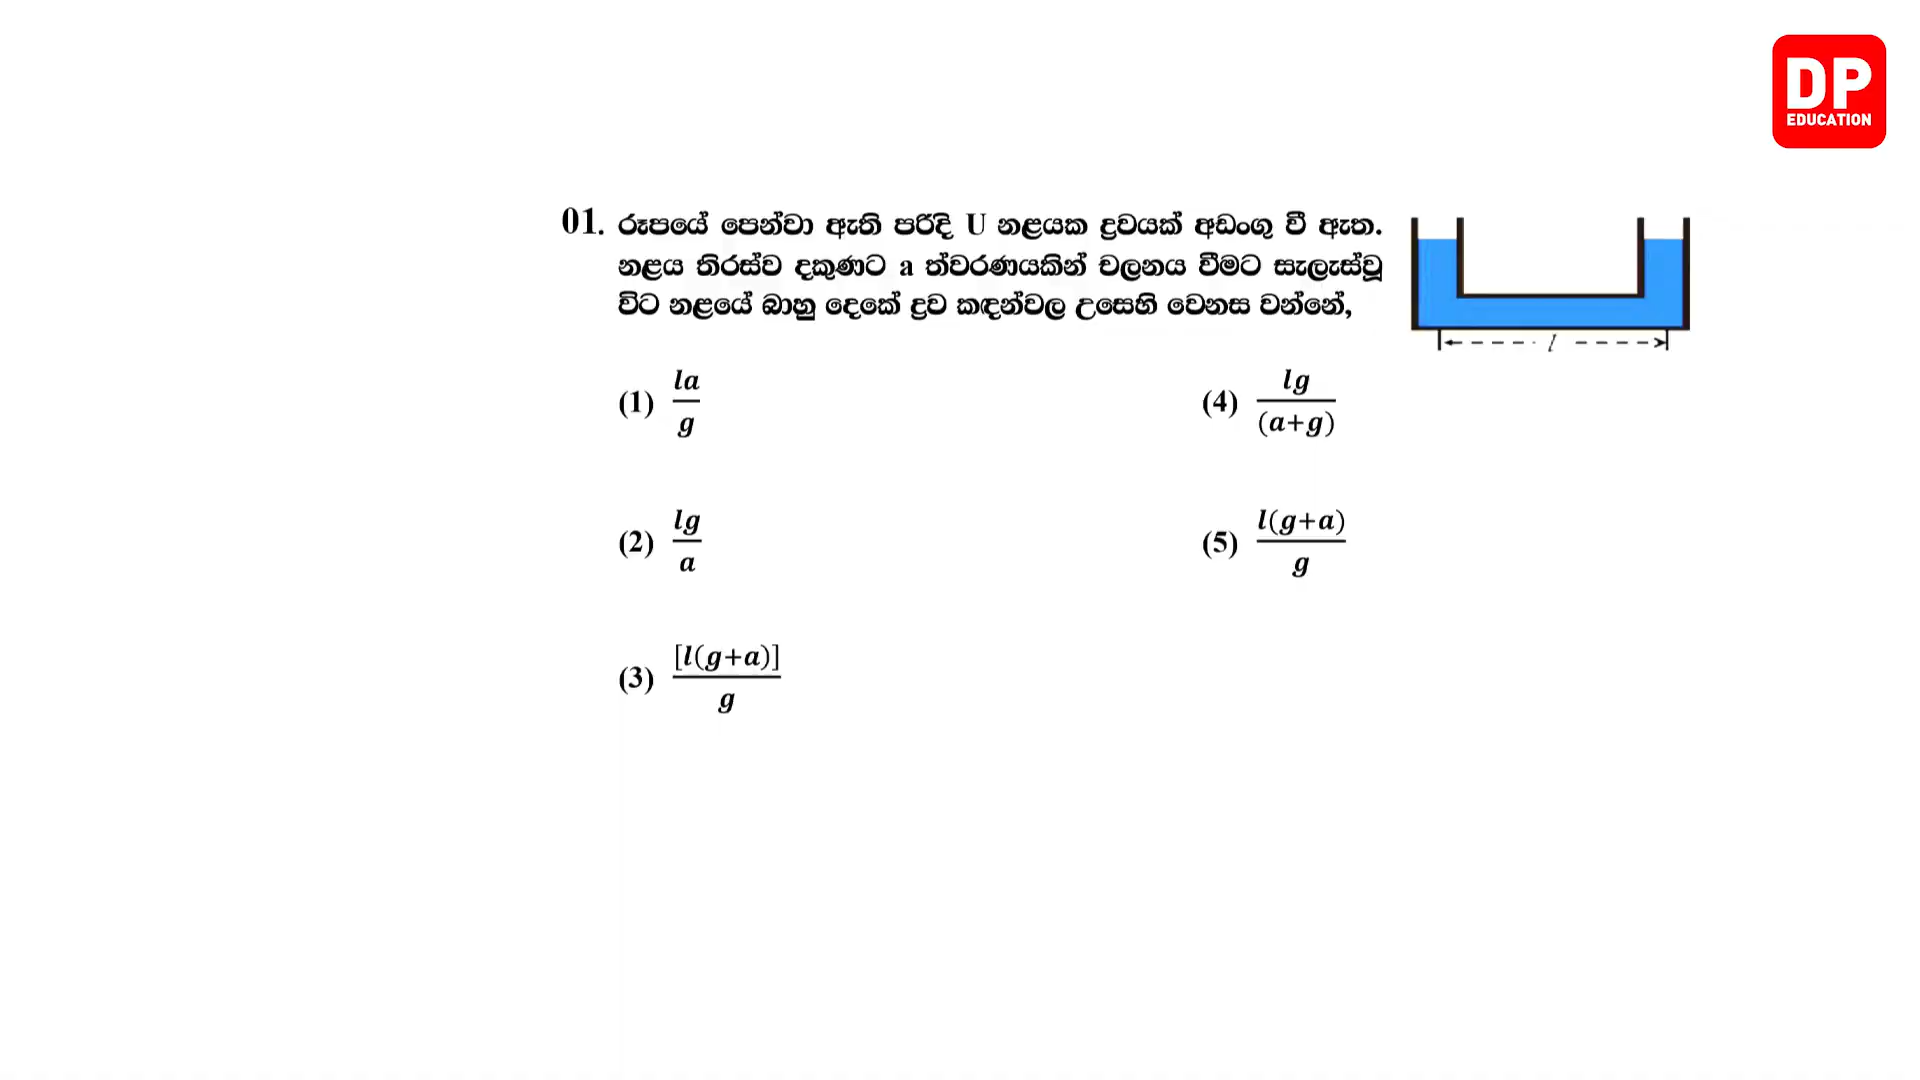 DP
EDUCATION
01. රූපයේ පෙන්වා ඇති පරිදි U නළයක ද්‍රවයක් අඩංගු වී ඇත.
නළය තිරස්ව දකුණට a ත්වරණයකින් චලනය වීමට සැලැස්වූ
විට නළයේ බාහු දෙකේ ද්‍රව කඳන්වල උසෙහි වෙනස වන්නේ,
l
(1) la/g
(4) lg/(a+g)
(2) lg/a
(5) l(g+a)/g
(3) [l(g+a)]/g